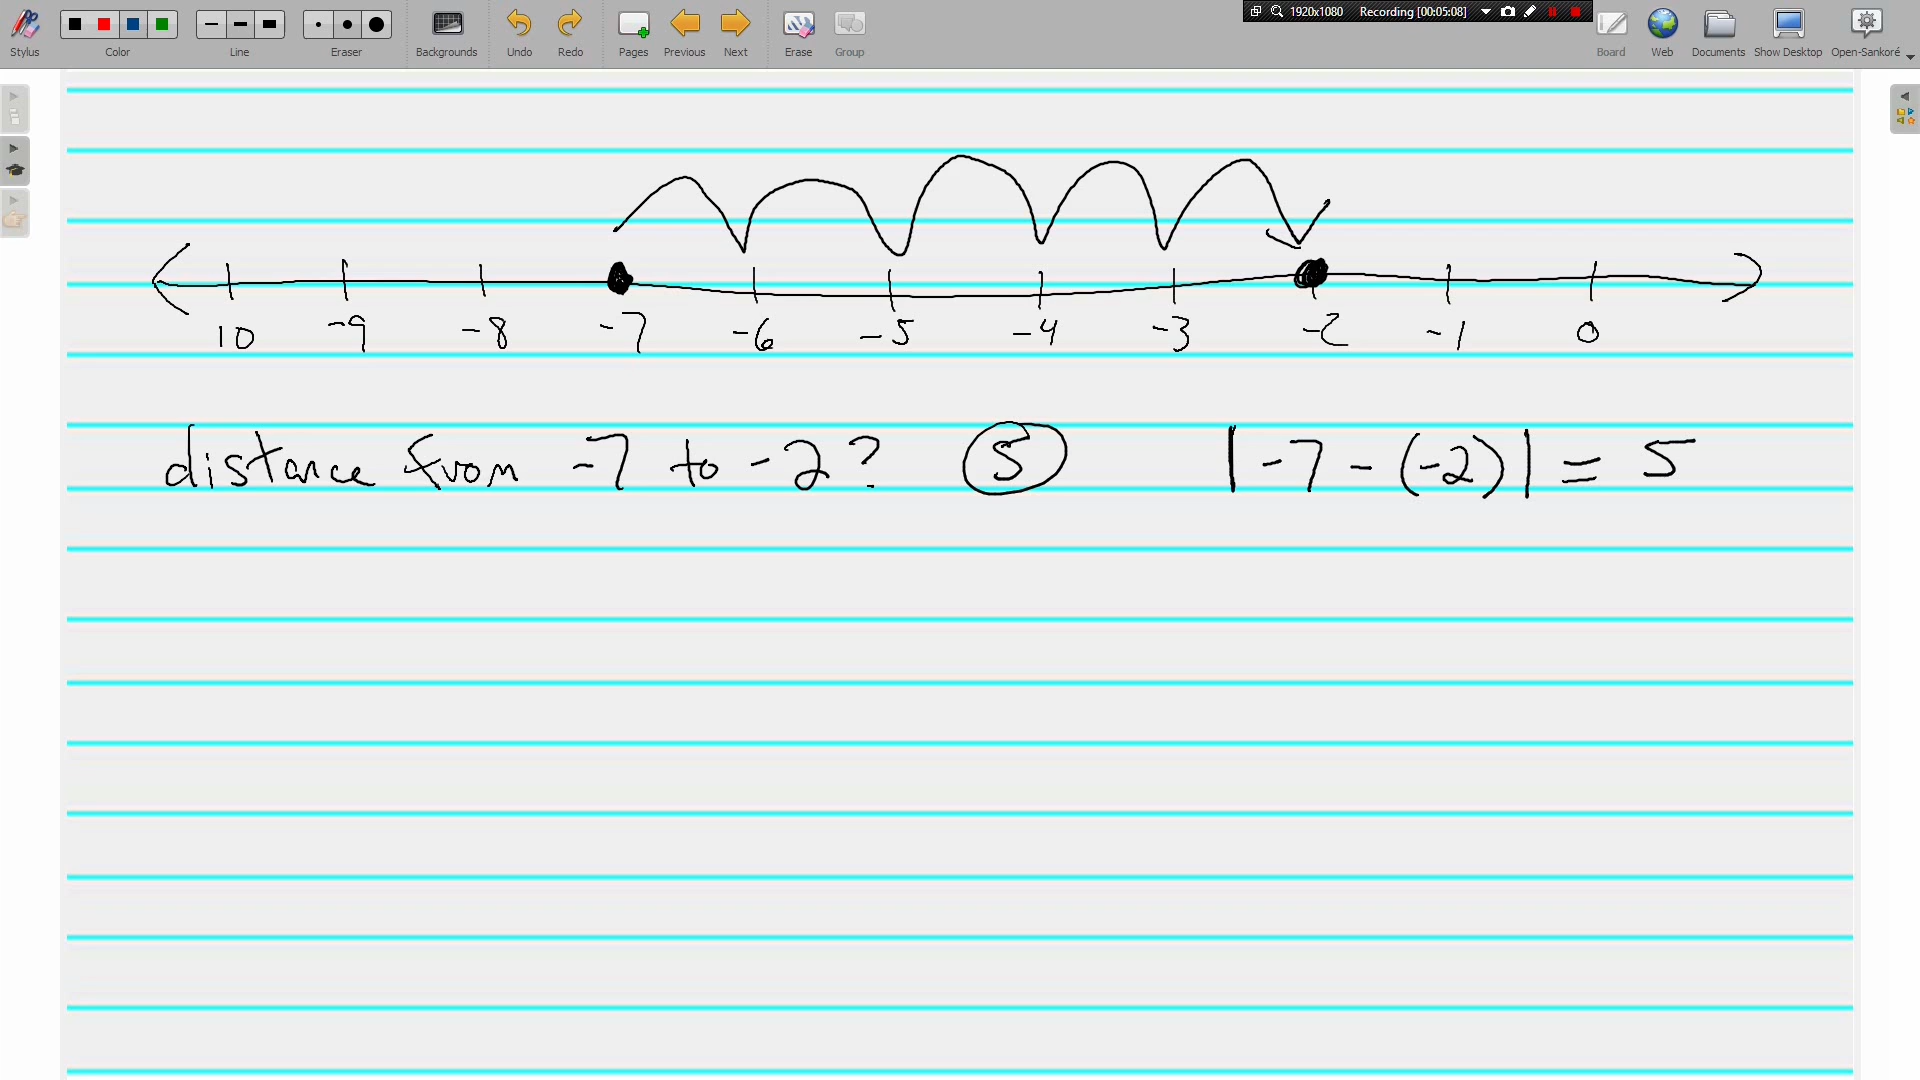 1920x1080 Recording [00:05:08]
Stylus Color Line Eraser Backgrounds Undo Redo Pages Previous Next Erase Group Board Web Documents Show Desktop Open-Sankoré
10 -9 -8 -7 -6 -5 -4 -3 -2 -1 0
distance from -7 to -2? 5 |-7-(-2)| = 5